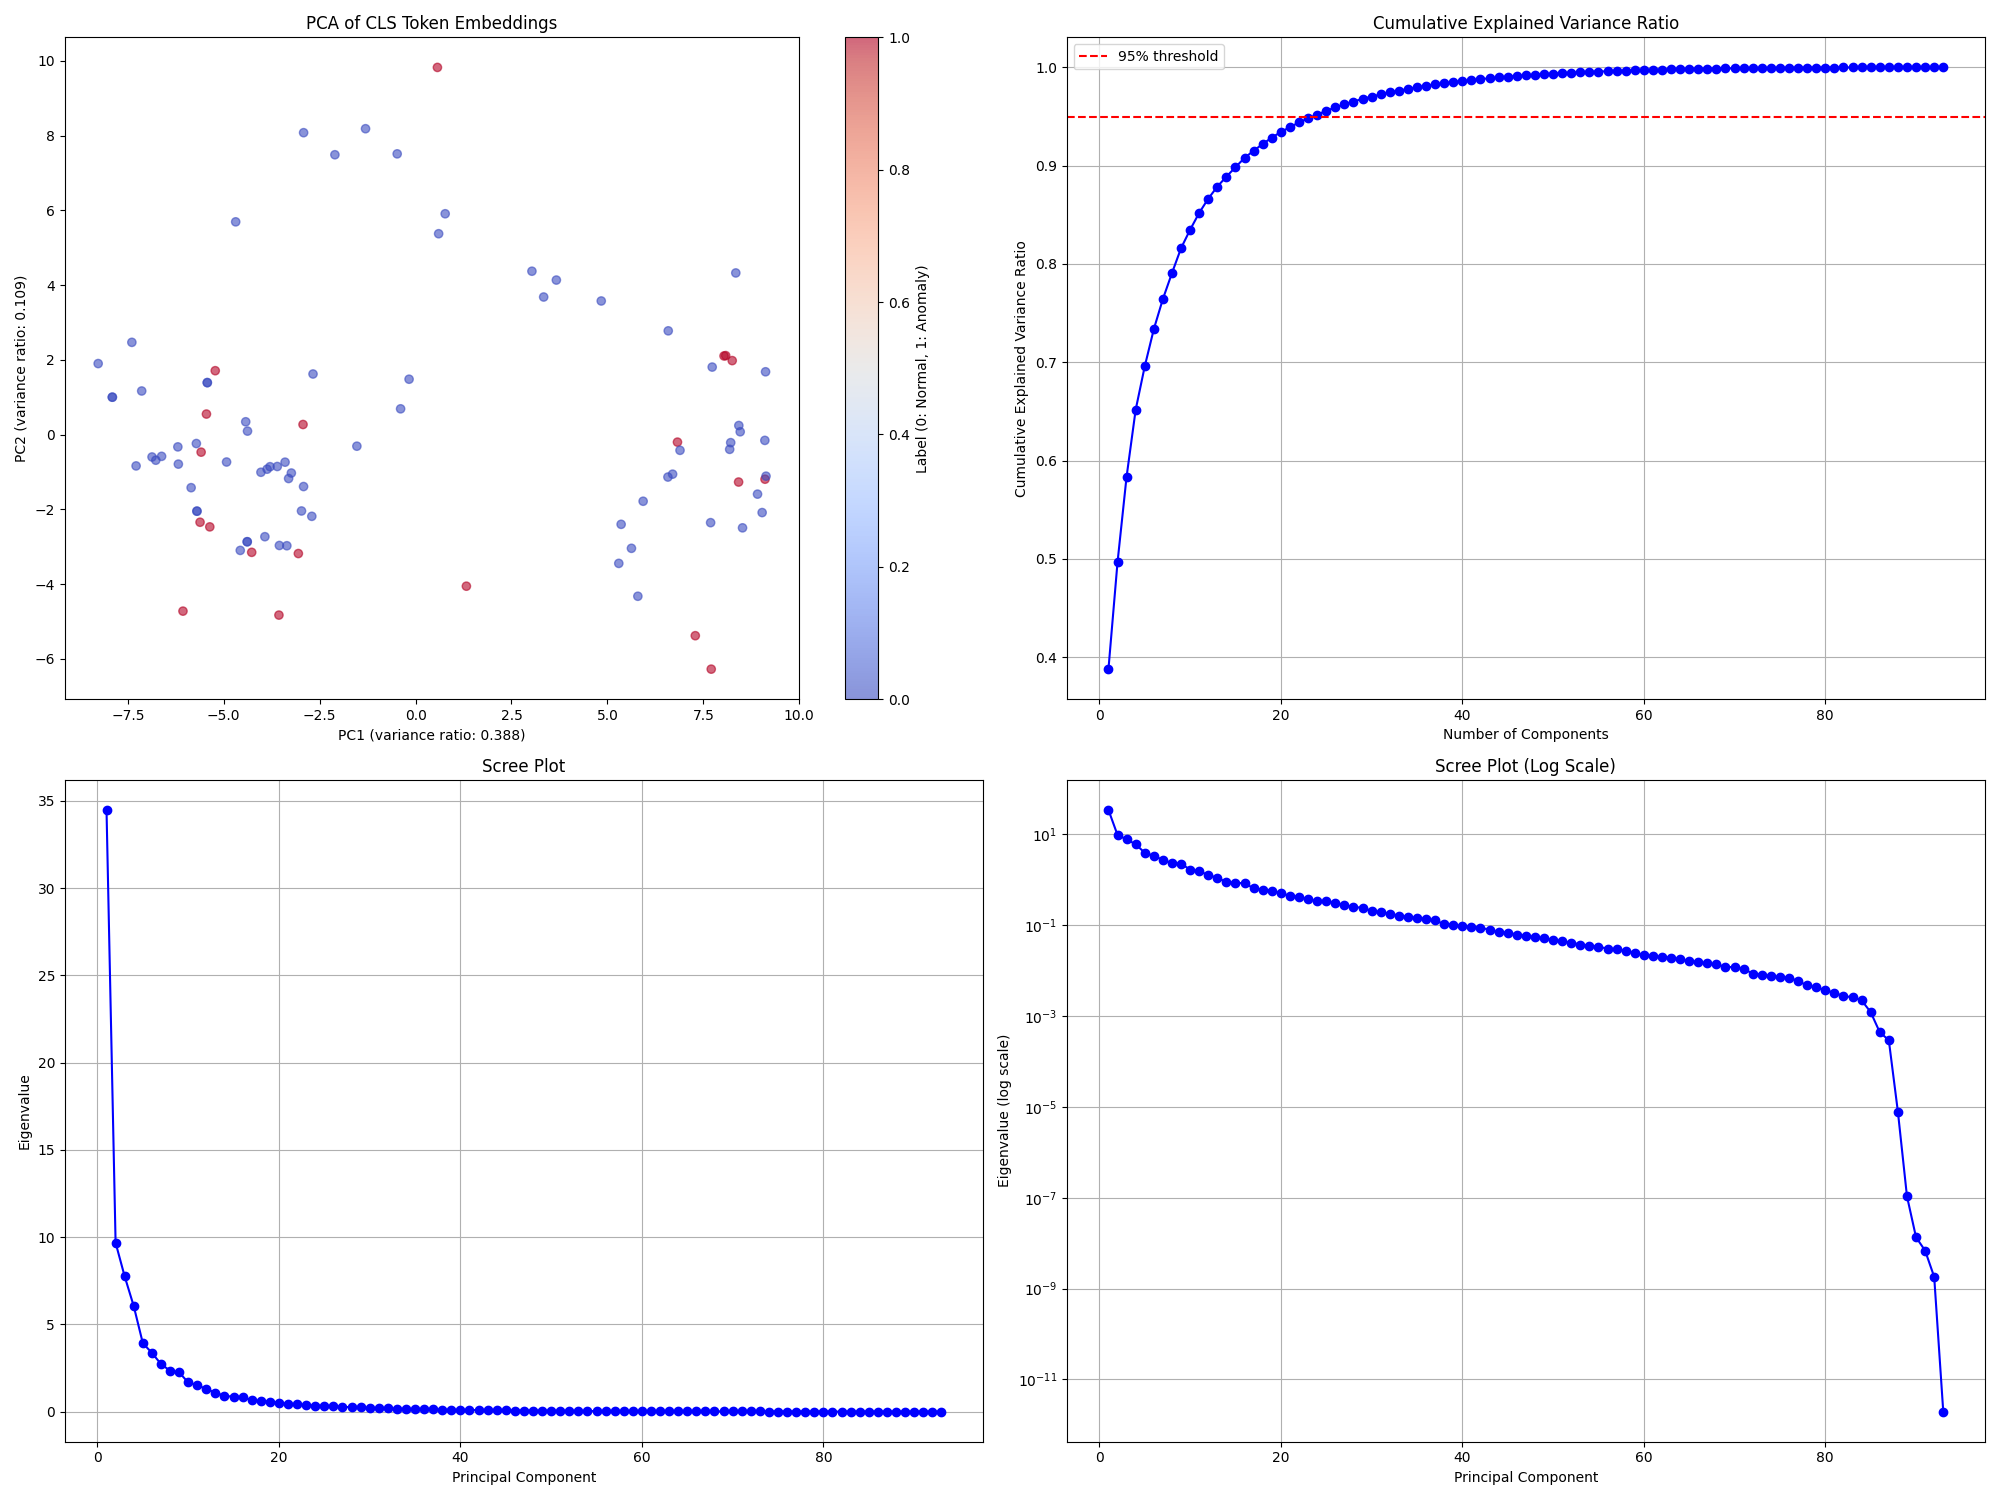 PCA of CLS Token Embeddings
10
8
6
4
2
0
−2
−4
−6
PC2 (variance ratio: 0.109)
−7.5 −5.0 −2.5 0.0 2.5 5.0 7.5 10.0
PC1 (variance ratio: 0.388)
1.0
0.8
0.6
0.4
0.2
0.0
Label (0: Normal, 1: Anomaly)
Cumulative Explained Variance Ratio
95% threshold
1.0
0.9
0.8
0.7
0.6
0.5
0.4
Cumulative Explained Variance Ratio
0 20 40 60 80
Number of Components
Scree Plot
35
30
25
20
15
10
5
0
Eigenvalue
0 20 40 60 80
Principal Component
Scree Plot (Log Scale)
10¹
10⁻¹
10⁻³
10⁻⁵
10⁻⁷
10⁻⁹
10⁻¹¹
Eigenvalue (log scale)
0 20 40 60 80
Principal Component